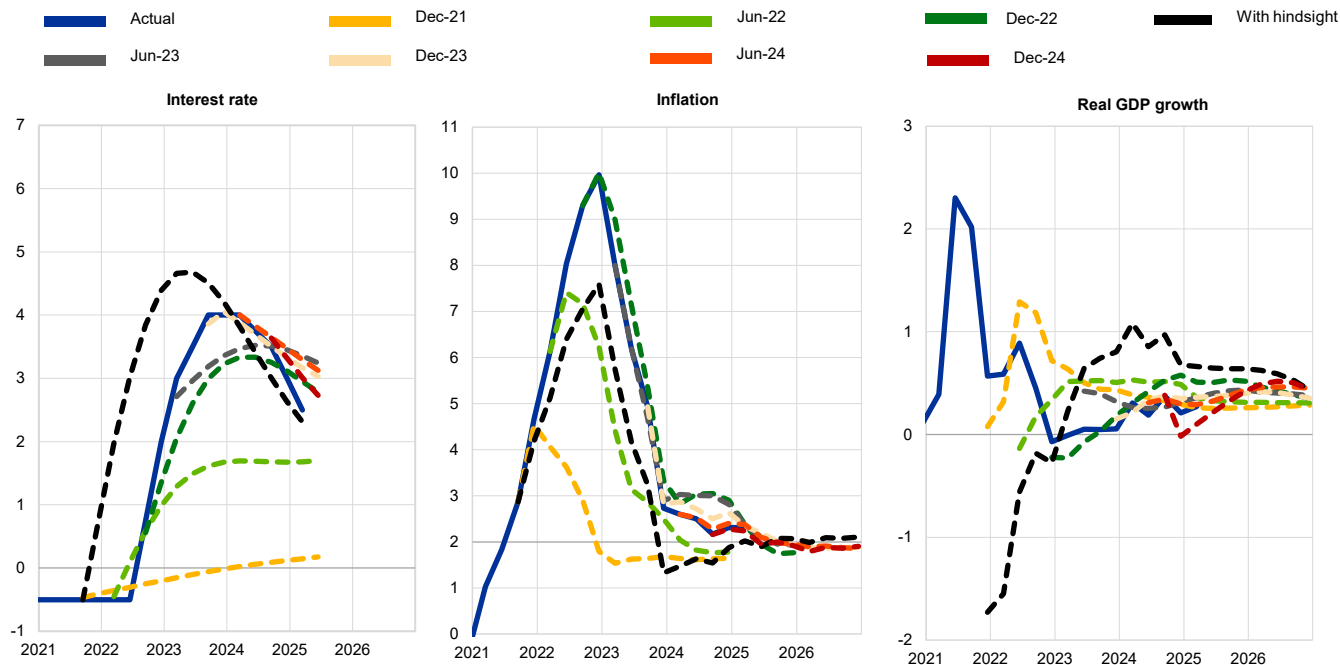 Actual
Dec-21
Jun-22
Dec-22
With hindsight
Jun-23
Dec-23
Jun-24
Dec-24
Interest rate
Inflation
Real GDP growth
7
6
5
4
3
2
1
0
-1
2021 2022 2023 2024 2025 2026
11
10
9
8
7
6
5
4
3
2
1
0
2021 2022 2023 2024 2025 2026
3
2
1
0
-1
-2
2021 2022 2023 2024 2025 2026